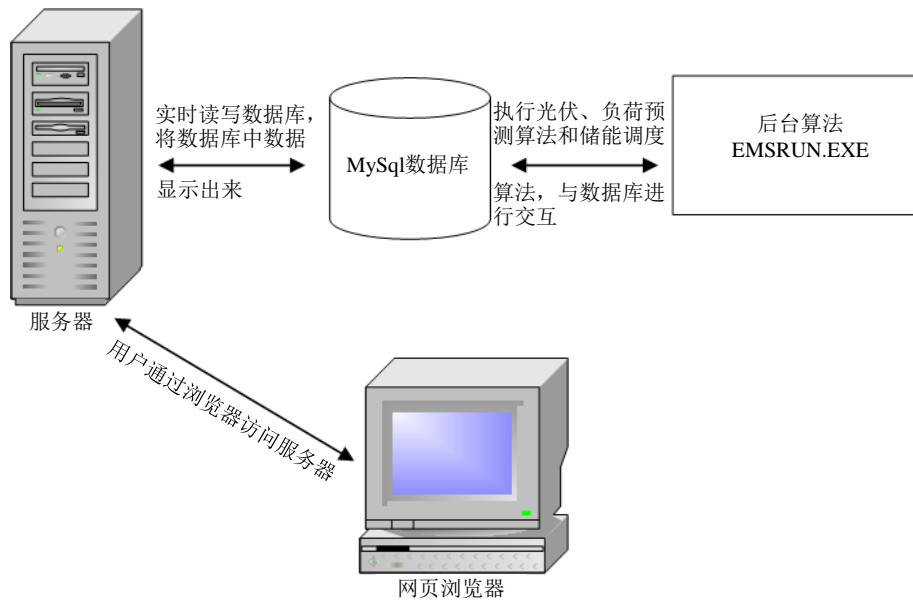 实时读写数据库，
将数据库中数据
显示出来
MySql数据库
执行光伏、负荷预
测算法和储能调度
算法，与数据库进
行交互
后台算法
EMSRUN.EXE
服务器
用户通过浏览器访问服务器
网页浏览器